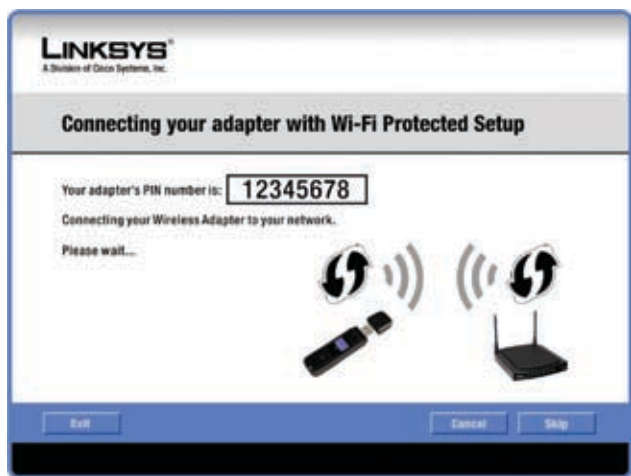 LINKSYS®
A Division of Cisco Systems, Inc.
Connecting your adapter with Wi-Fi Protected Setup
Your adapter's PIN number is: 12345678
Connecting your Wireless Adapter to your network.
Please wait...
Exit Cancel Skip